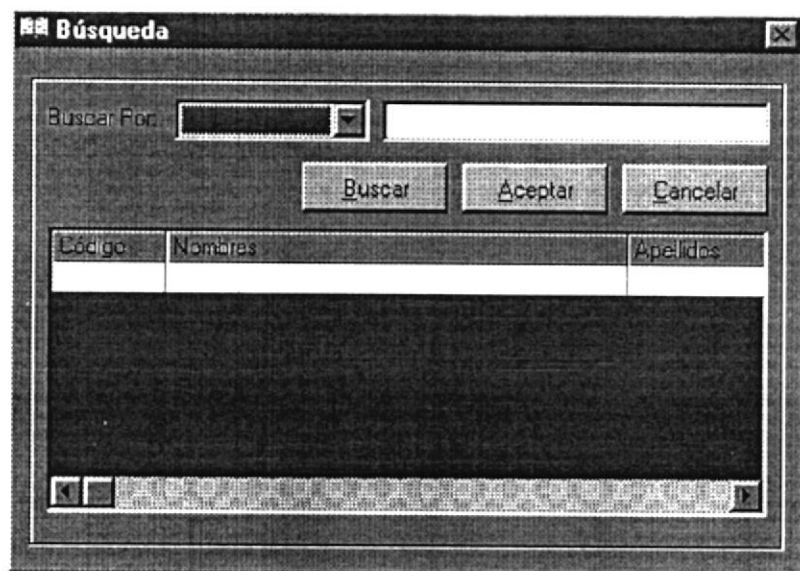 Búsqueda
Buscar Por:
Buscar Aceptar Cancelar
Código Nombres Apellidos